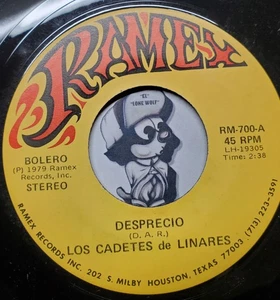 RAMEX
"EL"
"LONE WOLF"
BOLERO
(P) 1979 Ramex
Records, Inc.
STEREO
RM-700-A
45 RPM
LH-19305
Time: 2:38
DESPRECIO
(D. A. R.)
LOS CADETES de LINARES
RAMEX RECORDS INC. 202 S. MILBY HOUSTON, TEXAS 77003 (713) 223-3591